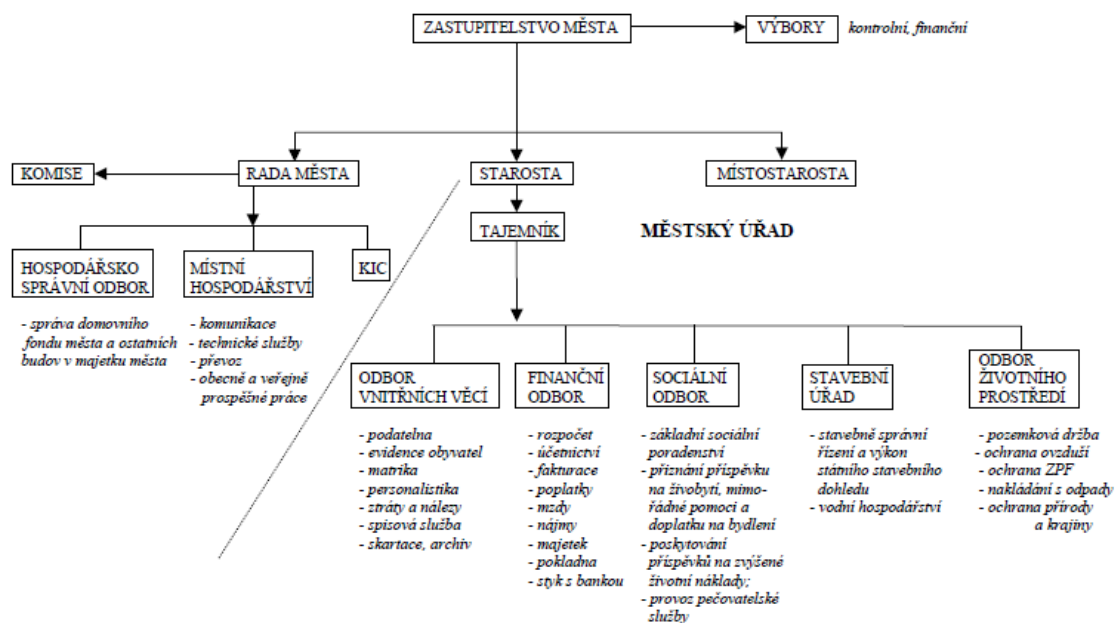 ZASTUPITELSTVO MĚSTA
VÝBORY
kontrolní, finanční
KOMISE
RADA MĚSTA
STAROSTA
MÍSTOSTAROSTA
TAJEMNÍK
MĚSTSKÝ ÚŘAD
HOSPODÁŘSKO
SPRÁVNÍ ODBOR
MÍSTNÍ
HOSPODÁŘSTVÍ
KIC
- správa domovního
fondu města a ostatních
budov v majetku města
- komunikace
- technické služby
- převoz
- obecně a veřejně
prospěšné práce
ODBOR
VNITŘNÍCH VĚCÍ
FINANČNÍ
ODBOR
SOCIÁLNÍ
ODBOR
STAVEBNÍ
ÚŘAD
ODBOR
ŽIVOTNÍHO
PROSTŘEDÍ
- podatelna
- evidence obyvatel
- matrika
- personalistika
- ztráty a nálezy
- spisová služba
- skartace, archiv
- rozpočet
- účetnictví
- fakturace
- poplatky
- mzdy
- nájmy
- majetek
- pokladna
- styk s bankou
- základní sociální
poradenství
- přiznání příspěvku
na živobytí, mimo-
řádné pomoci a
doplatku na bydlení
- poskytování
příspěvků na zvýšené
životní náklady;
- provoz pečovatelské
služby
- stavebně správní
řízení a výkon
státního stavebního
dohledu
- vodní hospodářství
- pozemková držba
- ochrana ovzduší
- ochrana ZPF
- nakládání s odpady
- ochrana přírody
a krajiny